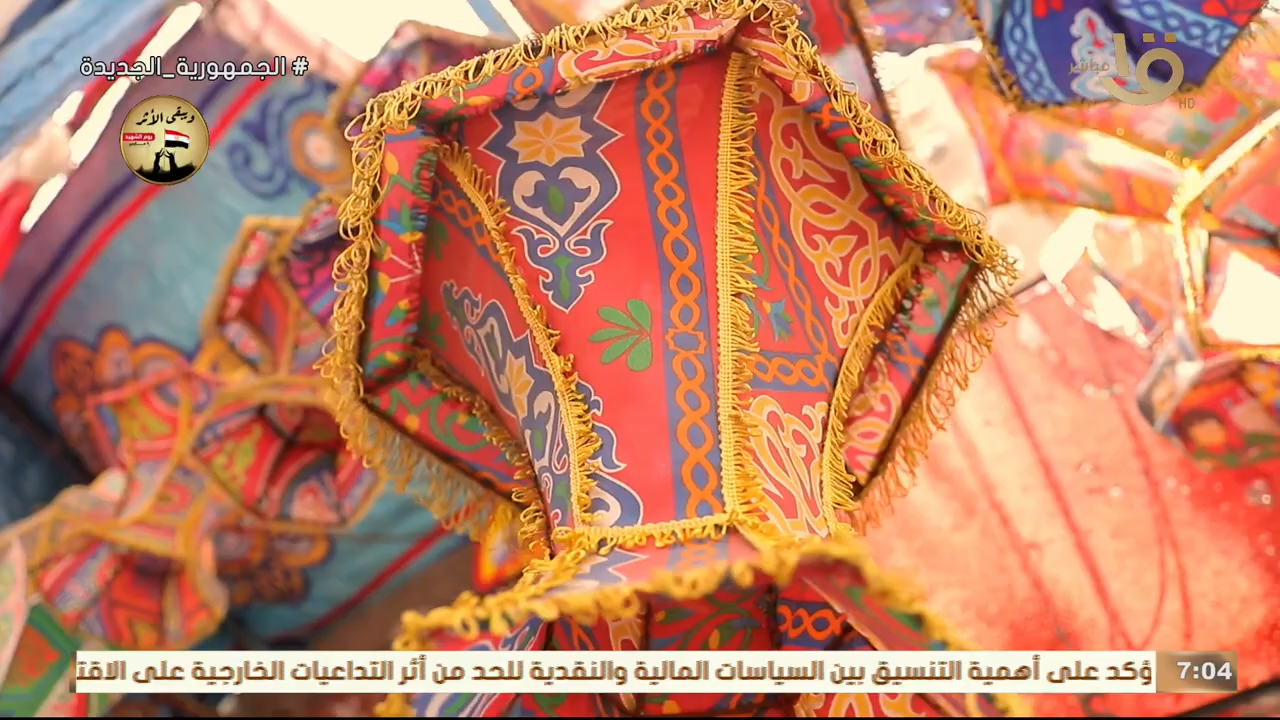 #الجمهورية_الجديدة
مباشر
HD
ويبقى الأثر
يوم الشهيد
ؤكد على أهمية التنسيق بين السياسات المالية والنقدية للحد من أثر التداعيات الخارجية على الاقت
7:04